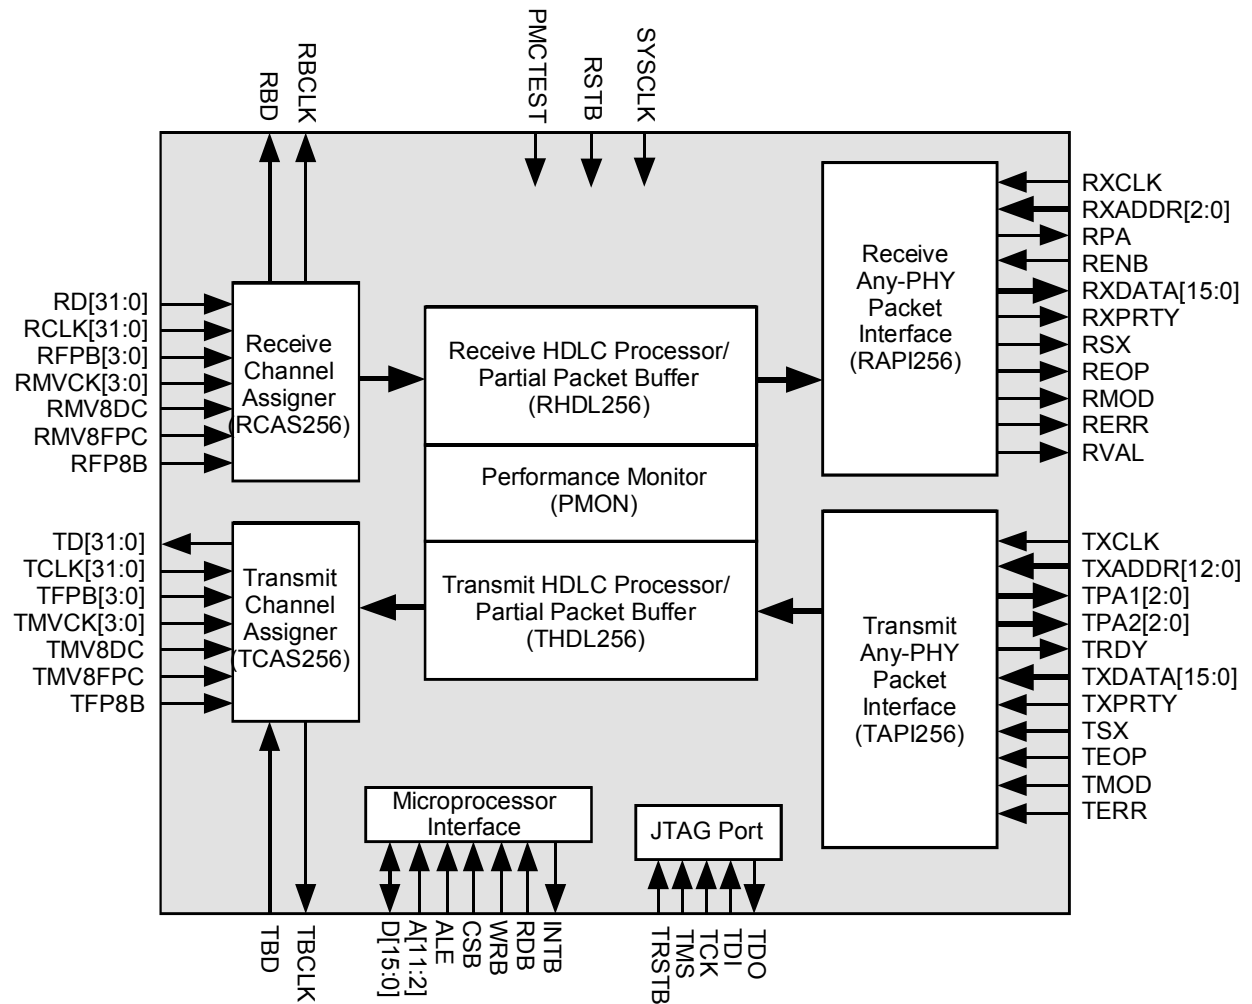 RBD
RBCLK
PMCTEST
RSTB
SYSCLK
RD[31:0]
RCLK[31:0]
RFPB[3:0]
RMVCK[3:0]
RMV8DC
RMV8FPC
RFP8B
Receive
Channel
Assigner
(RCAS256)
Receive HDLC Processor/
Partial Packet Buffer
(RHDL256)
Performance Monitor
(PMON)
Transmit HDLC Processor/
Partial Packet Buffer
(THDL256)
Receive
Any-PHY
Packet
Interface
(RAPI256)
RXCLK
RXADDR[2:0]
RPA
RENB
RXDATA[15:0]
RXPRTY
RSX
REOP
RMOD
RERR
RVAL
TD[31:0]
TCLK[31:0]
TFPB[3:0]
TMVCK[3:0]
TMV8DC
TMV8FPC
TFP8B
Transmit
Channel
Assigner
(TCAS256)
Transmit
Any-PHY
Packet
Interface
(TAPI256)
TXCLK
TXADDR[12:0]
TPA1[2:0]
TPA2[2:0]
TRDY
TXDATA[15:0]
TXPRTY
TSX
TEOP
TMOD
TERR
Microprocessor
Interface
JTAG Port
TBD
TBCLK
D[15:0]
A[11:2]
ALE
CSB
WRB
RDB
INTB
TRSTB
TMS
TCK
TDI
TDO